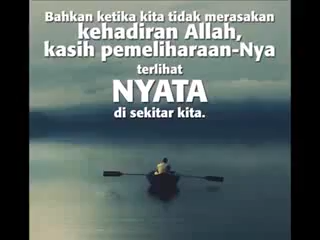 Bahkan ketika kita tidak merasakan
kehadiran Allah,
kasih pemeliharaan-Nya
terlihat
NYATA
di sekitar kita.